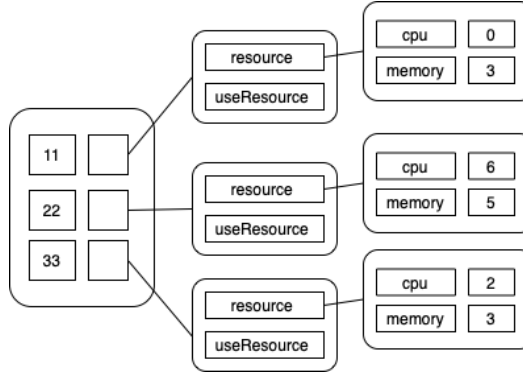 resource
cpu 0
memory 3
useResource
11
22
33
resource
cpu 6
memory 5
useResource
resource
cpu 2
memory 3
useResource